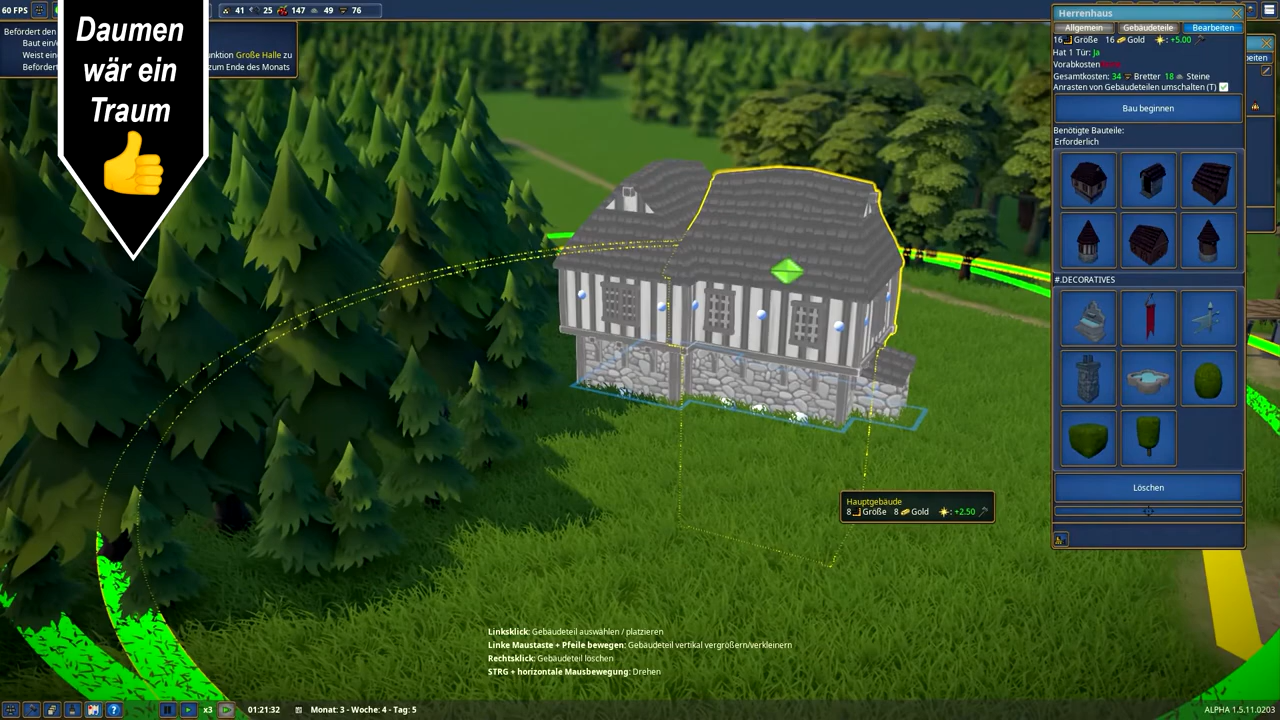 60 FPS
41 25 147 49 76
Daumen
wär ein
Traum
Befördert den
Baut ein/e
Weist eine
nktion Große Halle zu
Beförder
zum Ende des Monats
Herrenhaus
Allgemein Gebäudeteile Bearbeiten
16 Größe 16 Gold : +5.00
Hat 1 Tür: Ja
Vorabkosten
Gesamtkosten: 34 Bretter 18 Steine
Anrasten von Gebäudeteilen umschalten (T)
Bau beginnen
Benötigte Bauteile:
Erforderlich
#.DECORATIVES
Löschen
Hauptgebäude
8 Größe 8 Gold : +2.50
Linksklick: Gebäudeteil auswählen / platzieren
Linke Maustaste + Pfeile bewegen: Gebäudeteil vertikal vergrößern/verkleinern
Rechtsklick: Gebäudeteil löschen
STRG + horizontale Mausbewegung: Drehen
x3 01:21:32 Monat: 3 - Woche: 4 - Tag: 5
ALPHA 1.5.11.0203